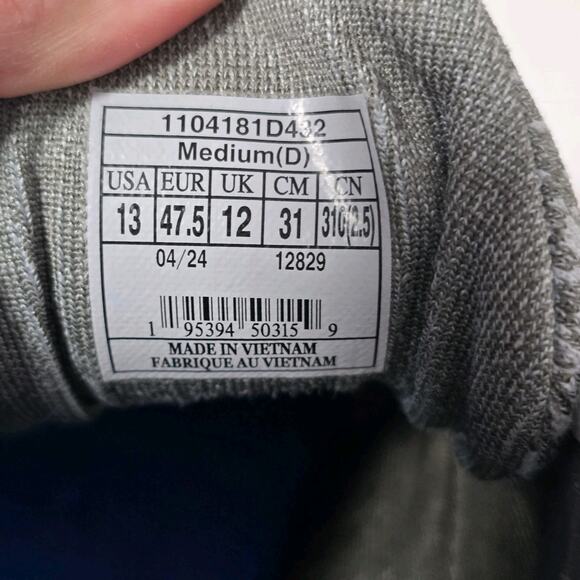 1104181D432
Medium(D)
USA EUR UK CM CN
13 47.5 12 31 310(2.5)
04/24 12829
1 95394 50315 9
MADE IN VIETNAM
FABRIQUE AU VIETNAM